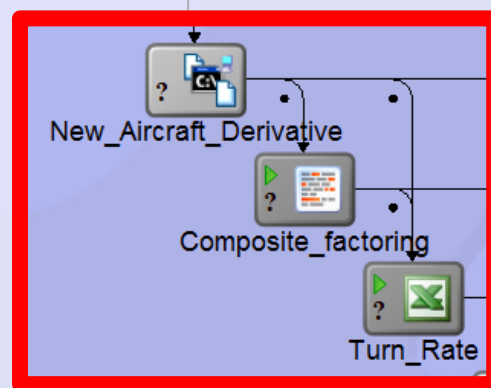 C:\
?
New_Aircraft_Derivative
?
Composite_factoring
?
Turn_Rate